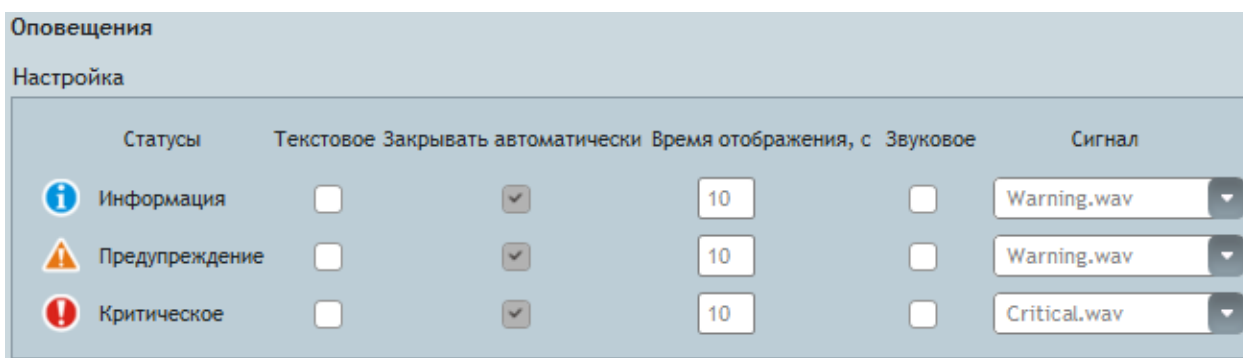 Оповещения
Настройка
Статусы Текстовое Закрывать автоматически Время отображения, с Звуковое Сигнал
Информация 10 Warning.wav
Предупреждение 10 Warning.wav
Критическое 10 Critical.wav